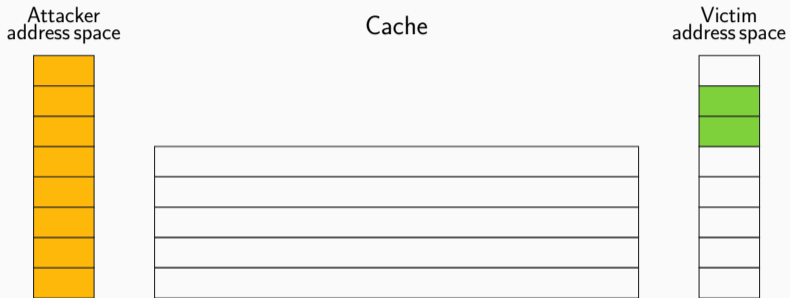 Attacker
address space
Cache
Victim
address space